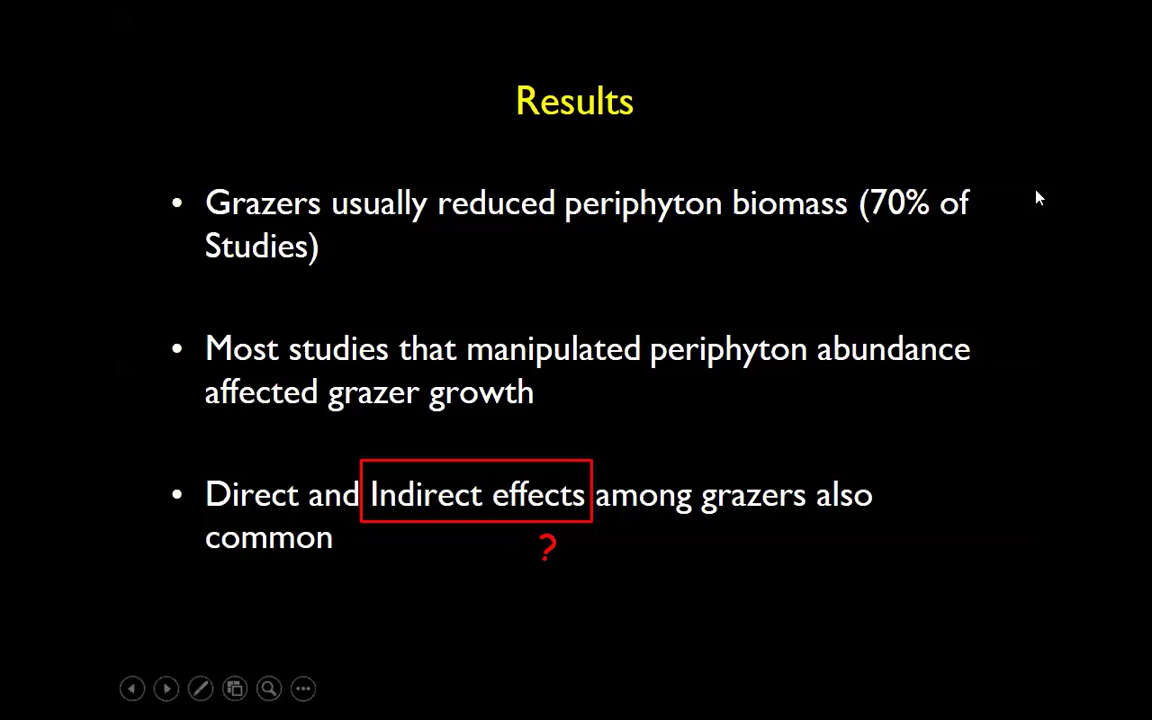 Results
• Grazers usually reduced periphyton biomass (70% of
Studies)
• Most studies that manipulated periphyton abundance
affected grazer growth
• Direct and Indirect effects among grazers also
common
?